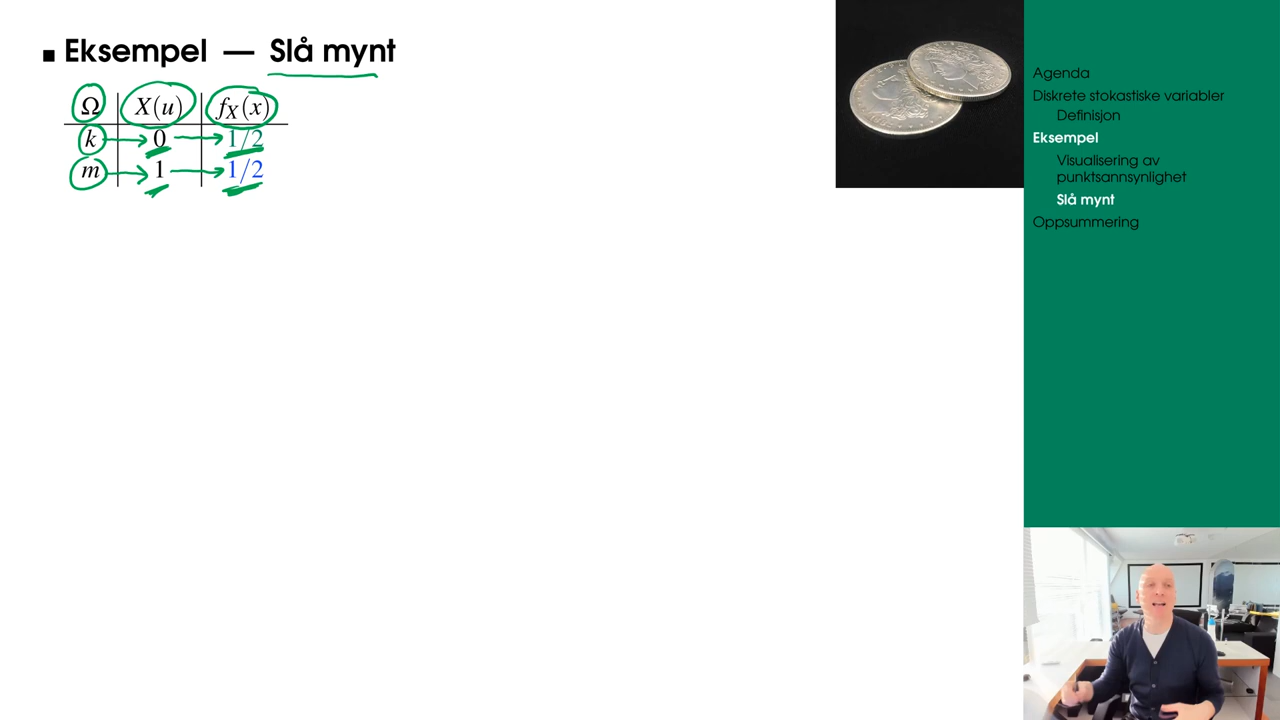 Eksempel — Slå mynt
Ω X(u) fX(x)
k 0 1/2
m 1 1/2
Agenda
Diskrete stokastiske variabler
Definisjon
Eksempel
Visualisering av
punktsannsynlighet
Slå mynt
Oppsummering